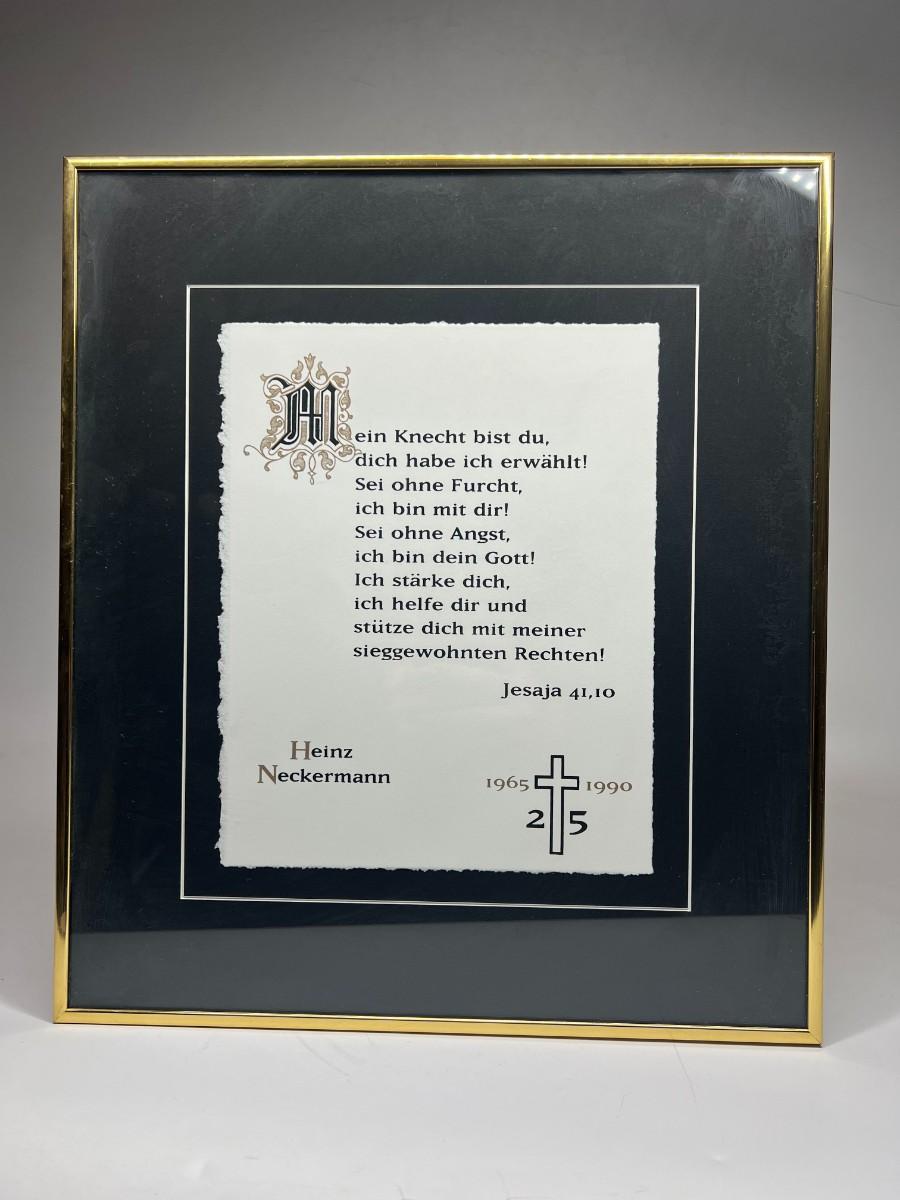 Mein Knecht bist du,
dich habe ich erwählt!
Sei ohne Furcht,
ich bin mit dir!
Sei ohne Angst,
ich bin dein Gott!
Ich stärke dich,
ich helfe dir und
stütze dich mit meiner
sieggewohnten Rechten!
Jesaja 41,10
Heinz
Neckermann
1965 1990
25